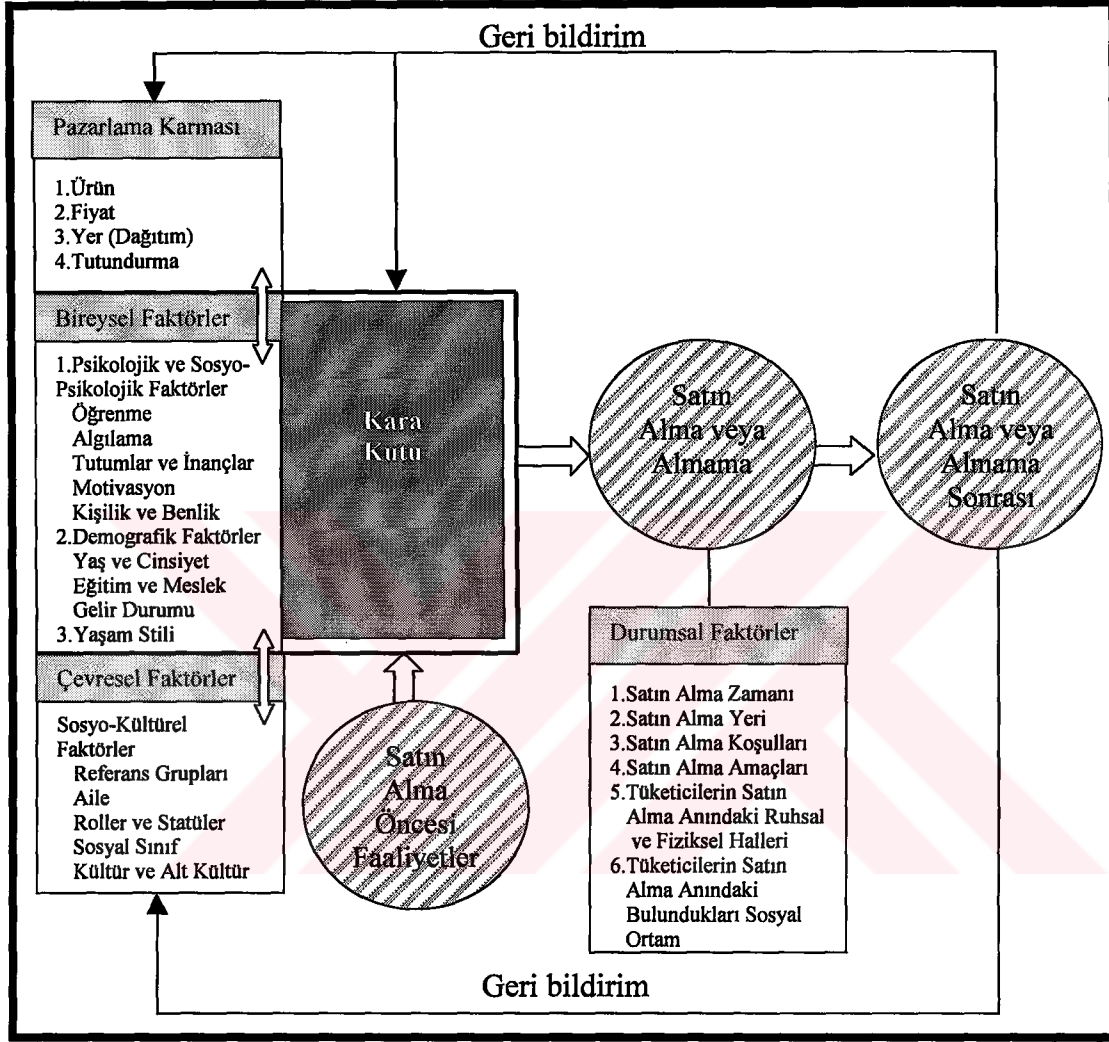 Geri bildirim
Pazarlama Karması
1.Ürün
2.Fiyat
3.Yer (Dağıtım)
4.Tutundurma
Bireysel Faktörler
1.Psikolojik ve Sosyo-
Psikolojik Faktörler
Öğrenme
Algılama
Tutumlar ve İnançlar
Motivasyon
Kişilik ve Benlik
2.Demografik Faktörler
Yaş ve Cinsiyet
Eğitim ve Meslek
Gelir Durumu
3.Yaşam Stili
Çevresel Faktörler
Sosyo-Kültürel
Faktörler
Referans Grupları
Aile
Roller ve Statüler
Sosyal Sınıf
Kültür ve Alt Kültür
Kara
Kutu
Satın
Alma
Öncesi
Faaliyetler
Satın
Alma veya
Almama
Satın
Alma veya
Almama
Sonrası
Durumsal Faktörler
1.Satın Alma Zamanı
2.Satın Alma Yeri
3.Satın Alma Koşulları
4.Satın Alma Amaçları
5.Tüketicilerin Satın
Alma Anındaki Ruhsal
ve Fiziksel Halleri
6.Tüketicilerin Satın
Alma Anındaki
Bulundukları Sosyal
Ortam
Geri bildirim